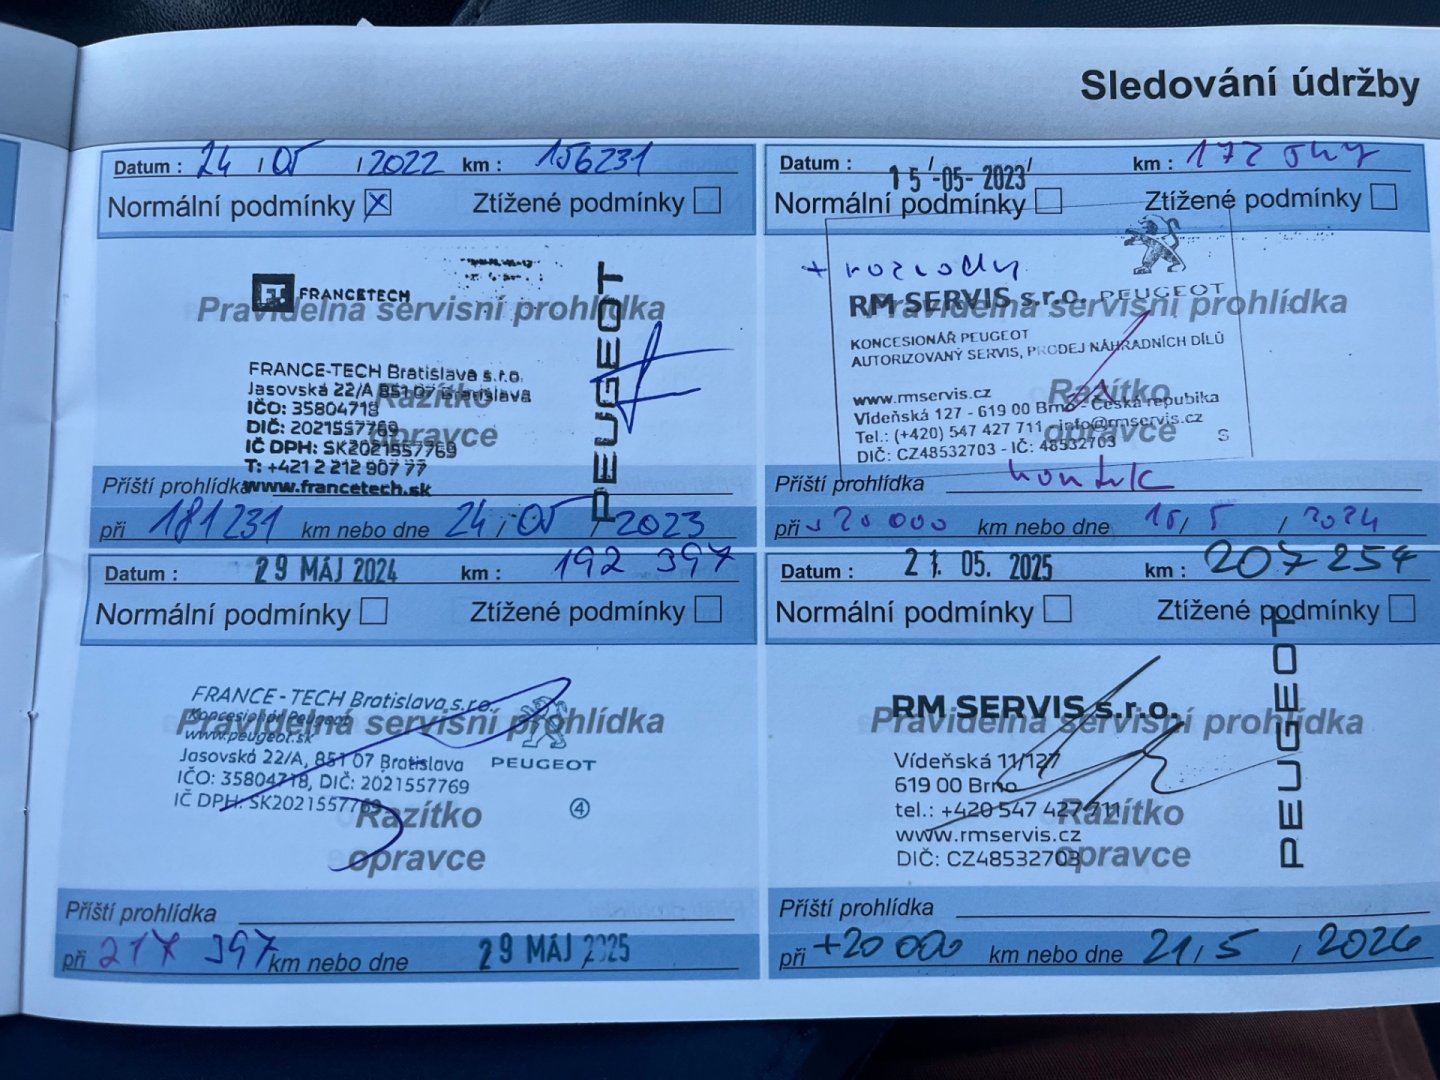 Sledování údržby
Datum : 24 / 05 / 2022 km : 156231
Normální podmínky X Ztížené podmínky
FRANCETECH
Pravidelná servisní prohlídka
FRANCE-TECH Bratislava s.r.o.
Jasovská 22/A 851 07 Bratislava
Razítko
IČO: 35804718
DIČ: 2021557769
opravce
IČ DPH: SK2021557769
T: +421 2 212 907 77
www.francetech.sk
PEUGEOT
Příští prohlídka
při 181231 km nebo dne 24 / 05 / 2023
Datum : 15 -05- 2023 km : 172
Normální podmínky Ztížené podmínky
+ rozvody
RM SERVIS s.r.o. PEUGEOT
Pravidelná servisní prohlídka
KONCESIONÁŘ PEUGEOT
AUTORIZOVANÝ SERVIS, PRODEJ NÁHRADNÍCH DÍLŮ
Razítko
www.rmservis.cz
Vídeňská 127 - 619 00 Brno - Česká republika
Tel.: (+420) 547 427 711 info@rmservis.cz
opravce
DIČ: CZ48532703 - IČ: 48532703 S
Příští prohlídka
při 20 000 km nebo dne 15 / 5 / 2024
Datum : 29 MÁJ 2024 km : 192 397
Normální podmínky Ztížené podmínky
FRANCE - TECH Bratislava s.r.o.
Koncesionár Peugeot
Pravidelná servisní prohlídka
www.peugeot.sk
Jasovská 22/A, 851 07 Bratislava
PEUGEOT
IČO: 35804718, DIČ: 2021557769
IČ DPH: SK2021557769
4
Razítko
opravce
Příští prohlídka
při 217 397 km nebo dne 29 MÁJ 2025
Datum : 21. 05. 2025 km : 207 254
Normální podmínky Ztížené podmínky
RM SERVIS s.r.o.
Pravidelná servisní prohlídka
Vídeňská 11/127
619 00 Brno
tel.: +420 547 427 711
Razítko
www.rmservis.cz
DIČ: CZ48532703
opravce
PEUGEOT
Příští prohlídka
při +20 000 km nebo dne 21 / 5 / 2026